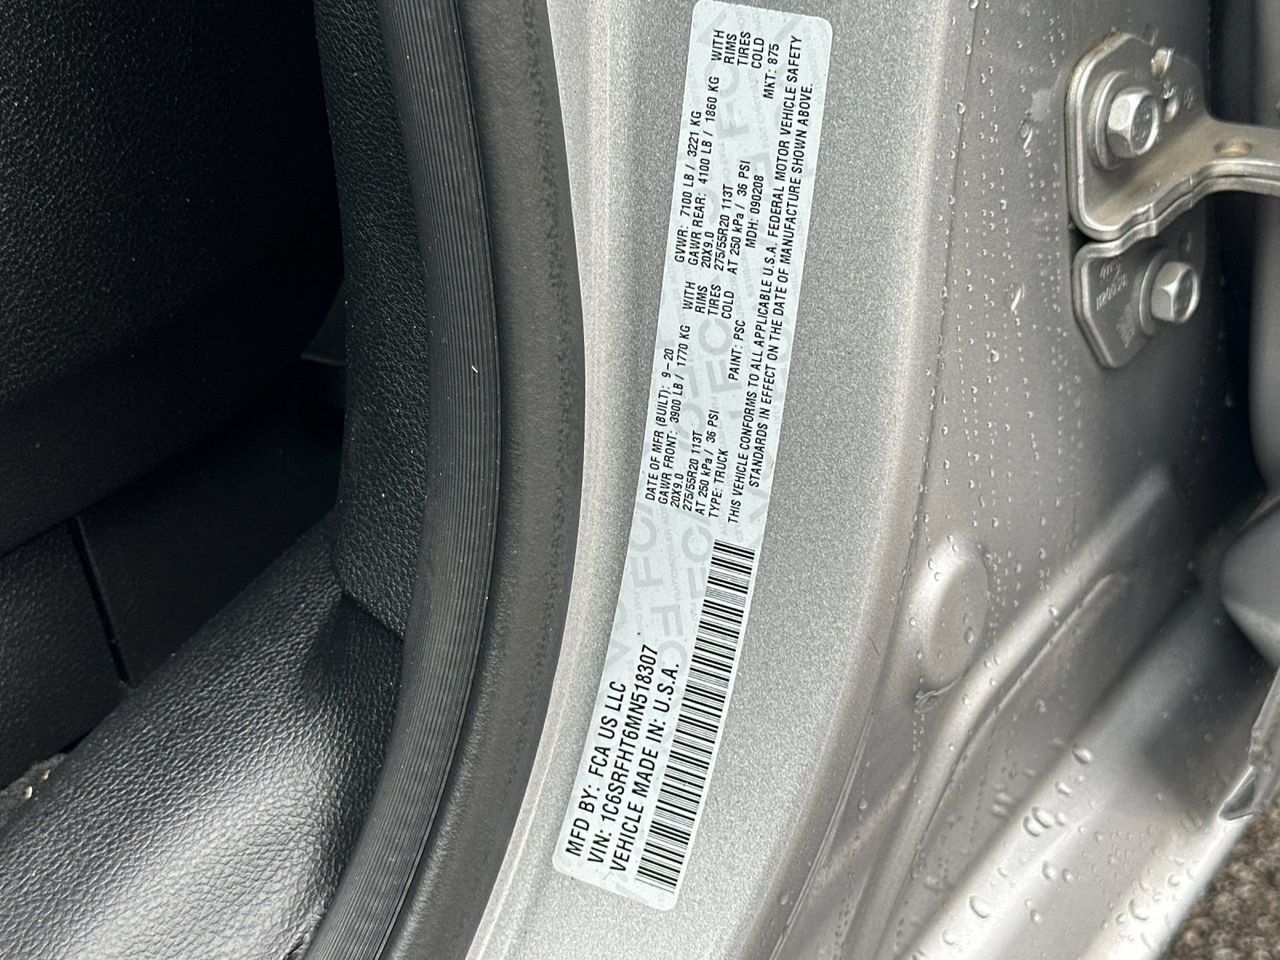 MFD BY: FCA US LLC
VIN: 1C6SRFHT6MN518307
VEHICLE MADE IN: U.S.A.
DATE OF MFR (BUILT): 9-20 GVWR: 7100 LB / 3221 KG
GAWR FRONT: 3900 LB / 1770 KG WITH GAWR REAR: 4100 LB / 1860 KG WITH
20X9.0 RIMS 20X9.0 RIMS
275/55R20 113T TIRES 275/55R20 113T TIRES
AT 250 kPa / 36 PSI COLD AT 250 kPa / 36 PSI COLD
TYPE: TRUCK PAINT: PSC MDH: 090208 MKT: 875
THIS VEHICLE CONFORMS TO ALL APPLICABLE U.S.A. FEDERAL MOTOR VEHICLE SAFETY
STANDARDS IN EFFECT ON THE DATE OF MANUFACTURE SHOWN ABOVE.